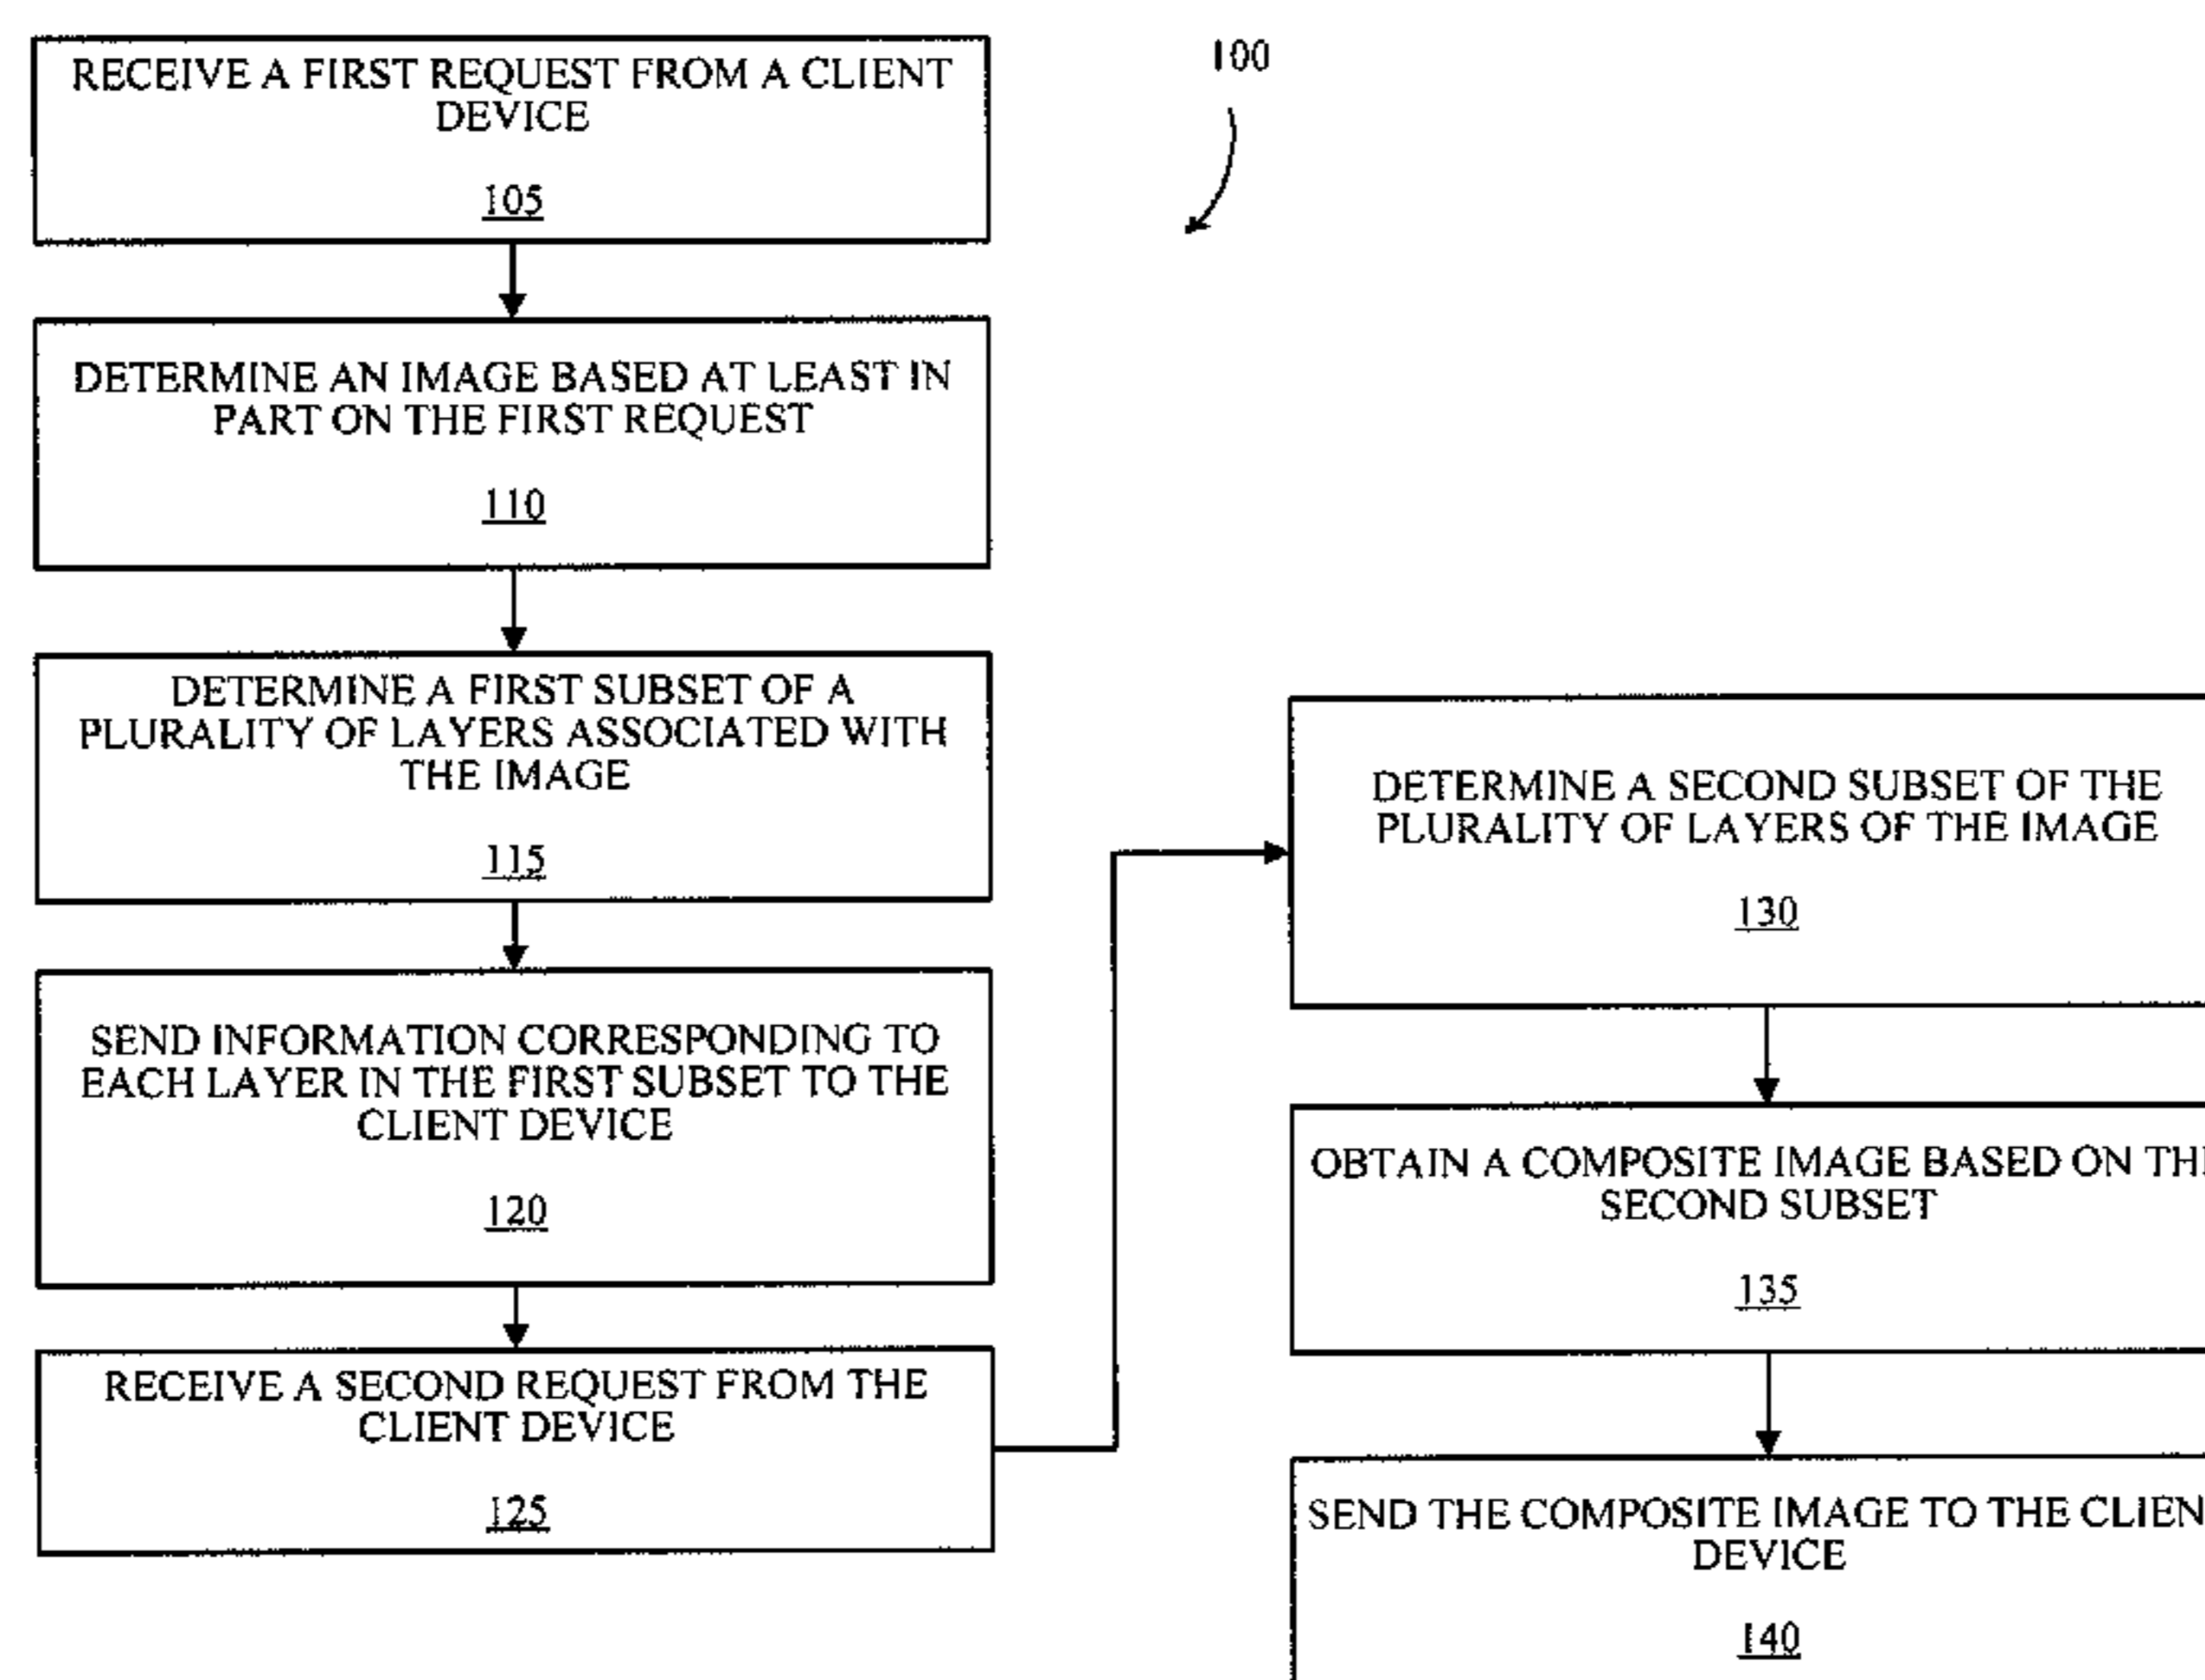 RECEIVE A FIRST REQUEST FROM A CLIENT
DEVICE
105
100
DETERMINE AN IMAGE BASED AT LEAST IN
PART ON THE FIRST REQUEST
110
DETERMINE A FIRST SUBSET OF A
PLURALITY OF LAYERS ASSOCIATED WITH
THE IMAGE
115
SEND INFORMATION CORRESPONDING TO
EACH LAYER IN THE FIRST SUBSET TO THE
CLIENT DEVICE
120
RECEIVE A SECOND REQUEST FROM THE
CLIENT DEVICE
125
DETERMINE A SECOND SUBSET OF THE
PLURALITY OF LAYERS OF THE IMAGE
130
OBTAIN A COMPOSITE IMAGE BASED ON TH
SECOND SUBSET
135
SEND THE COMPOSITE IMAGE TO THE CLIEN
DEVICE
140